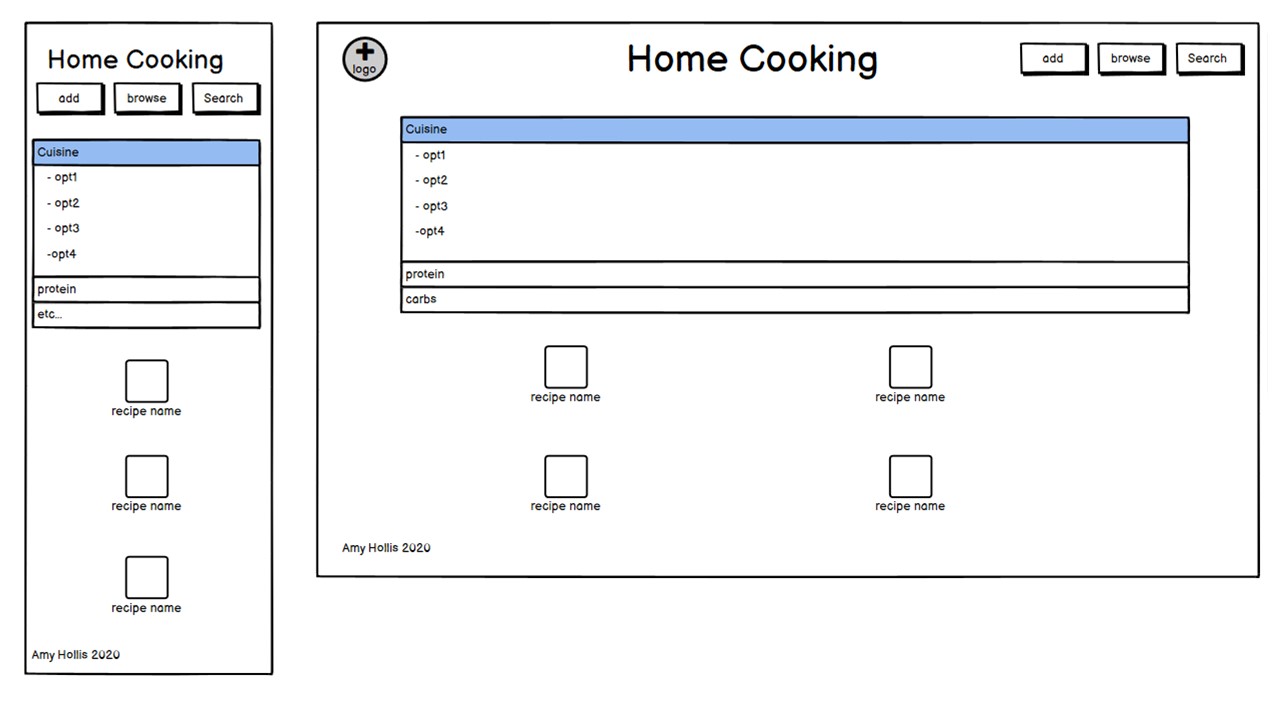 Home Cooking
add browse Search
Cuisine
- opt1
- opt2
- opt3
-opt4
protein
etc...
recipe name
recipe name
recipe name
Amy Hollis 2020
logo
Home Cooking
add browse Search
Cuisine
- opt1
- opt2
- opt3
-opt4
protein
carbs
recipe name recipe name
recipe name recipe name
Amy Hollis 2020